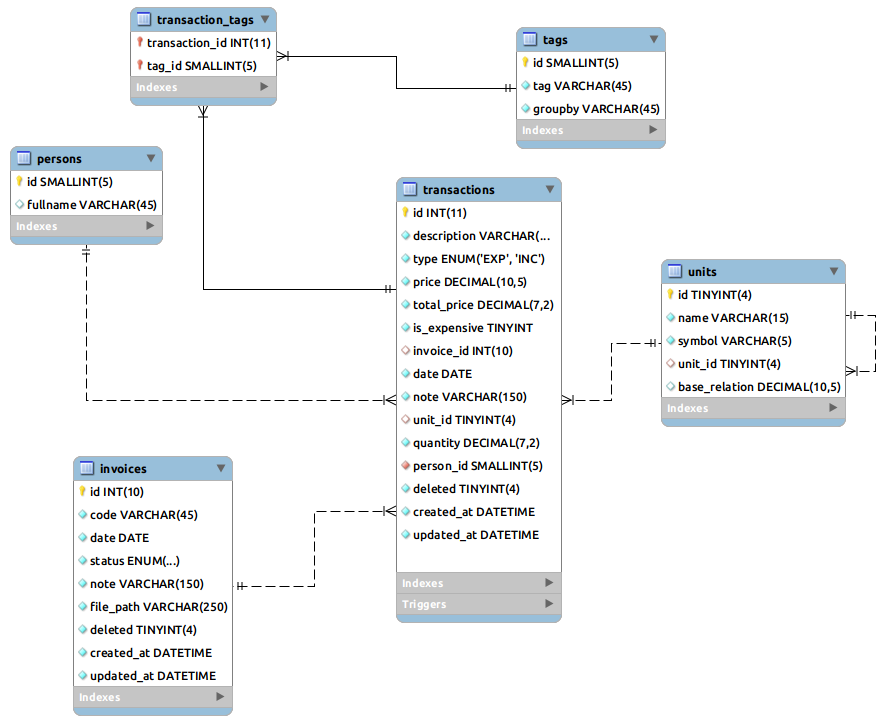 transaction_tags
transaction_id INT(11)
tag_id SMALLINT(5)
Indexes
tags
id SMALLINT(5)
tag VARCHAR(45)
groupby VARCHAR(45)
Indexes
persons
id SMALLINT(5)
fullname VARCHAR(45)
Indexes
transactions
id INT(11)
description VARCHAR(...
type ENUM('EXP', 'INC')
price DECIMAL(10,5)
total_price DECIMAL(7,2)
is_expensive TINYINT
invoice_id INT(10)
date DATE
note VARCHAR(150)
unit_id TINYINT(4)
quantity DECIMAL(7,2)
person_id SMALLINT(5)
deleted TINYINT(4)
created_at DATETIME
updated_at DATETIME
Indexes
Triggers
units
id TINYINT(4)
name VARCHAR(15)
symbol VARCHAR(5)
unit_id TINYINT(4)
base_relation DECIMAL(10,5)
Indexes
invoices
id INT(10)
code VARCHAR(45)
date DATE
status ENUM(...)
note VARCHAR(150)
file_path VARCHAR(250)
deleted TINYINT(4)
created_at DATETIME
updated_at DATETIME
Indexes